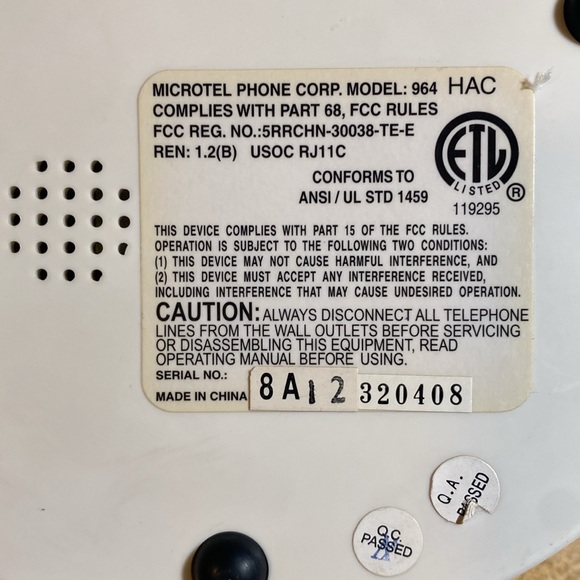 MICROTEL PHONE CORP. MODEL: 964 HAC
COMPLIES WITH PART 68, FCC RULES
FCC REG. NO.:5RRCHN-30038-TE-E
REN: 1.2(B) USOC RJ11C
ETL
LISTED
®
119295
CONFORMS TO
ANSI / UL STD 1459
THIS DEVICE COMPLIES WITH PART 15 OF THE FCC RULES.
OPERATION IS SUBJECT TO THE FOLLOWING TWO CONDITIONS:
(1) THIS DEVICE MAY NOT CAUSE HARMFUL INTERFERENCE, AND
(2) THIS DEVICE MUST ACCEPT ANY INTERFERENCE RECEIVED,
INCLUDING INTERFERENCE THAT MAY CAUSE UNDESIRED OPERATION.
CAUTION: ALWAYS DISCONNECT ALL TELEPHONE
LINES FROM THE WALL OUTLETS BEFORE SERVICING
OR DISASSEMBLING THIS EQUIPMENT, READ
OPERATING MANUAL BEFORE USING.
SERIAL NO.:
8A12 320408
MADE IN CHINA
Q.A.
Q.C.
PASSED